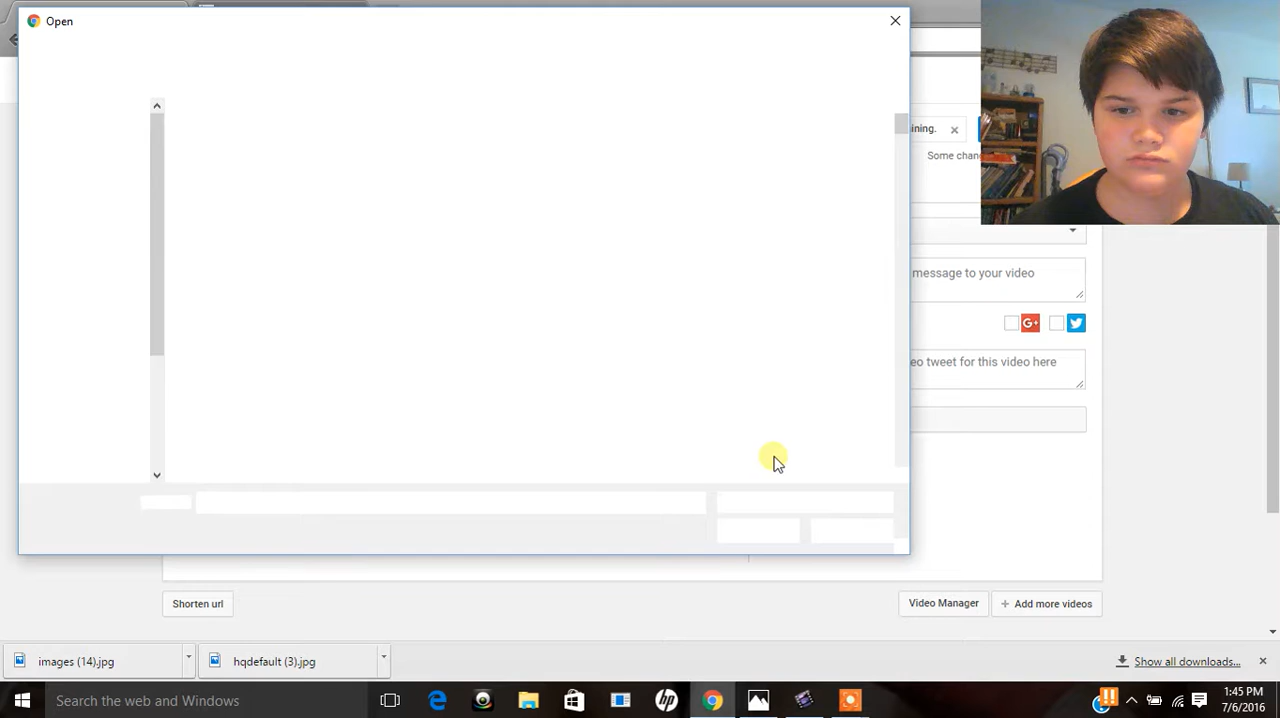 Open
ining.
Some chang
message to your video
G+
eo tweet for this video here
Shorten url
Video Manager
+ Add more videos
images (14).jpg
hqdefault (3).jpg
Show all downloads...
Search the web and Windows
hp
1:45 PM
7/6/2016